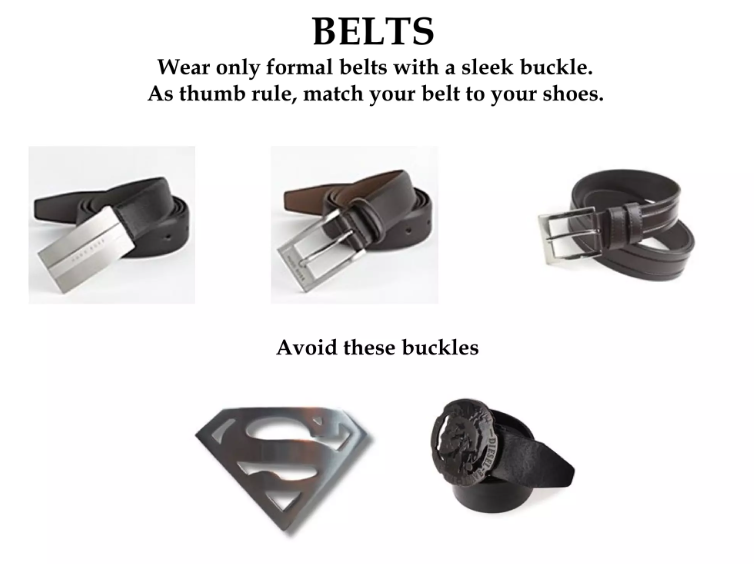 BELTS
Wear only formal belts with a sleek buckle.
As thumb rule, match your belt to your shoes.
Avoid these buckles